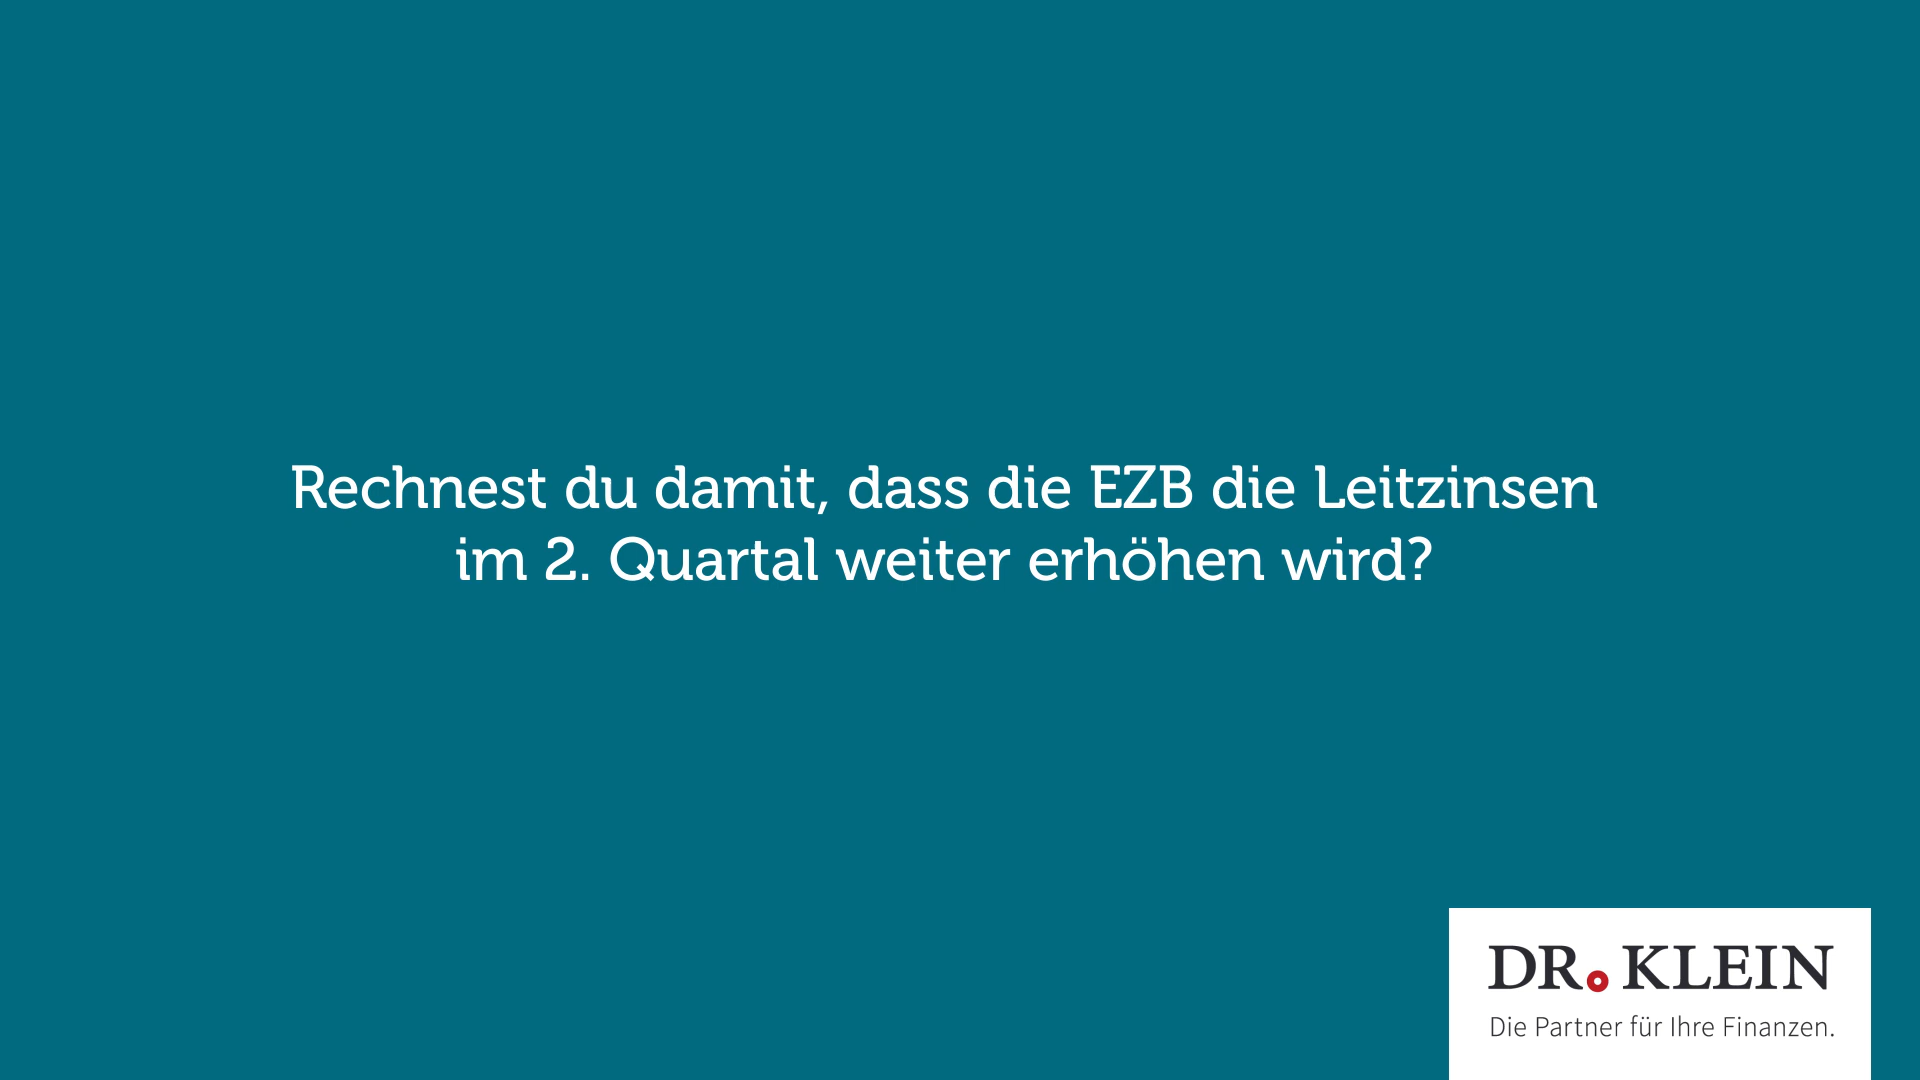 Rechnest du damit, dass die EZB die Leitzinsen
im 2. Quartal weiter erhöhen wird?
DR. KLEIN
Die Partner für Ihre Finanzen.